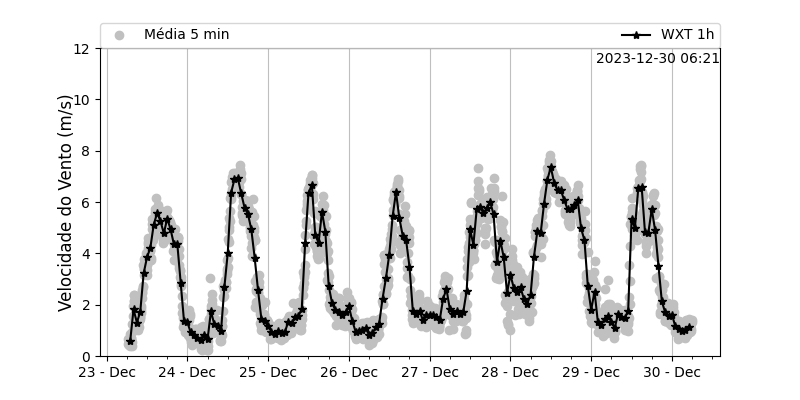 Média 5 min
WXT 1h
2023-12-30 06:21
Velocidade do Vento (m/s)
12
10
8
6
4
2
0
23 - Dec 24 - Dec 25 - Dec 26 - Dec 27 - Dec 28 - Dec 29 - Dec 30 - Dec